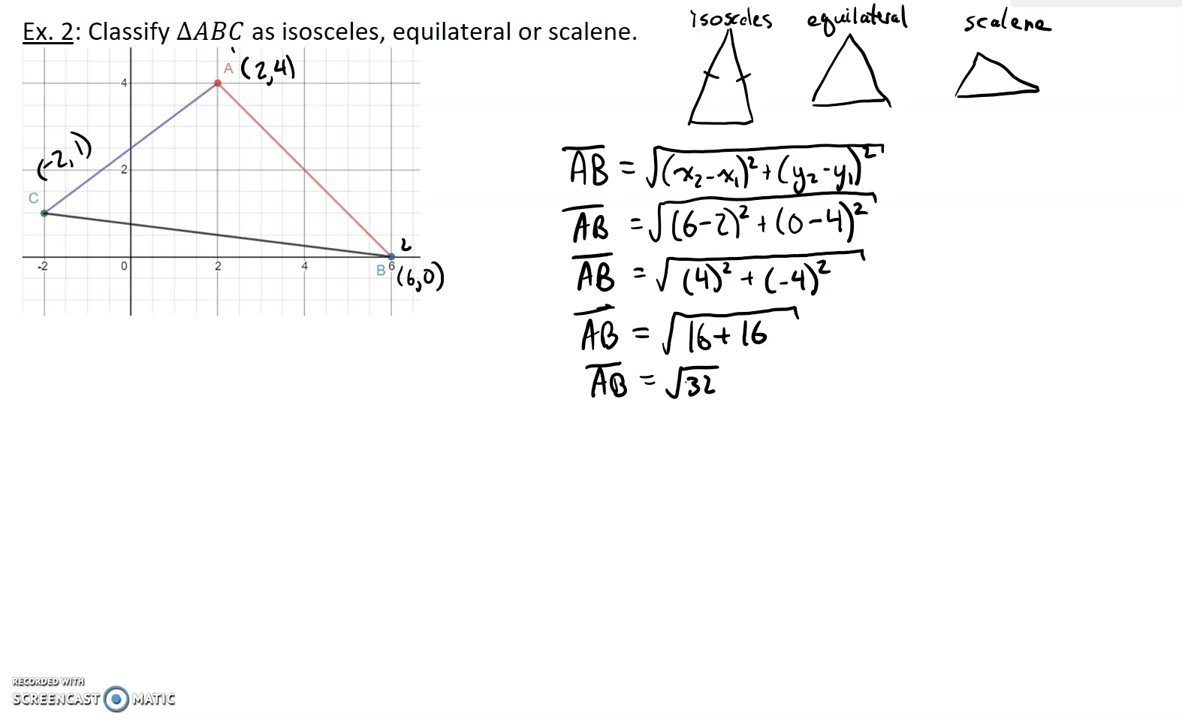 Ex. 2: Classify ΔABC as isosceles, equilateral or scalene.
isosceles equilateral scalene
A (2,4)
4
(-2,1)
2
C
2
-2 0 2 4 6
B (6,0)
AB = √(x₂-x₁)² + (y₂-y₁)²
AB = √(6-2)² + (0-4)²
AB = √(4)² + (-4)²
AB = √16+16
AB = √32
RECORDED WITH
SCREENCAST MATIC